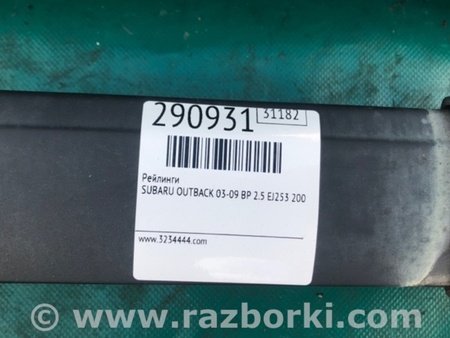 290931 31182
Рейлинги
SUBARU OUTBACK 03-09 BP 2.5 EJ253 200
www.3234444.com
© www.razborki.com